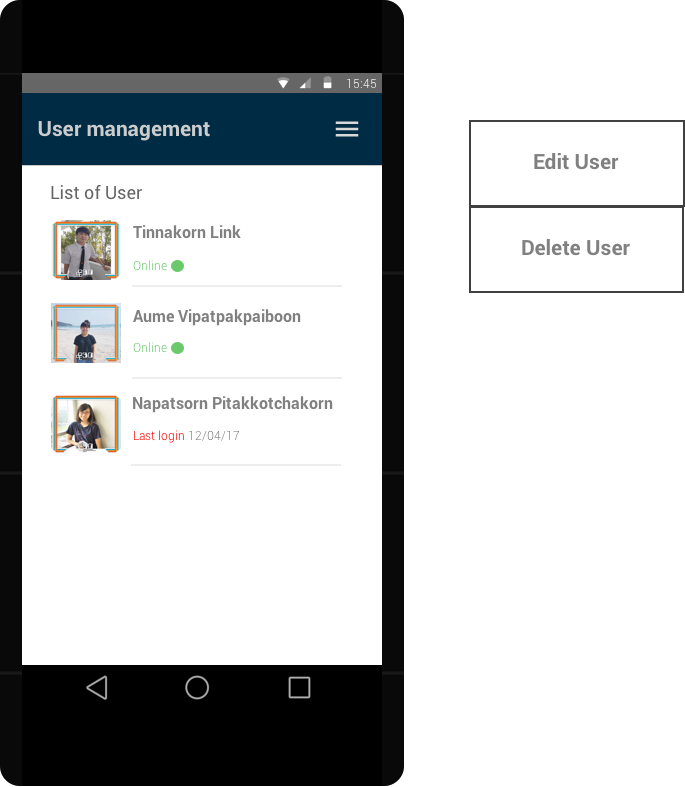 15:45
User management
List of User
Tinnakorn Link
Online
Aume Vipatpakpaiboon
Online
Napatsorn Pitakkotchakorn
Last login 12/04/17
Edit User
Delete User